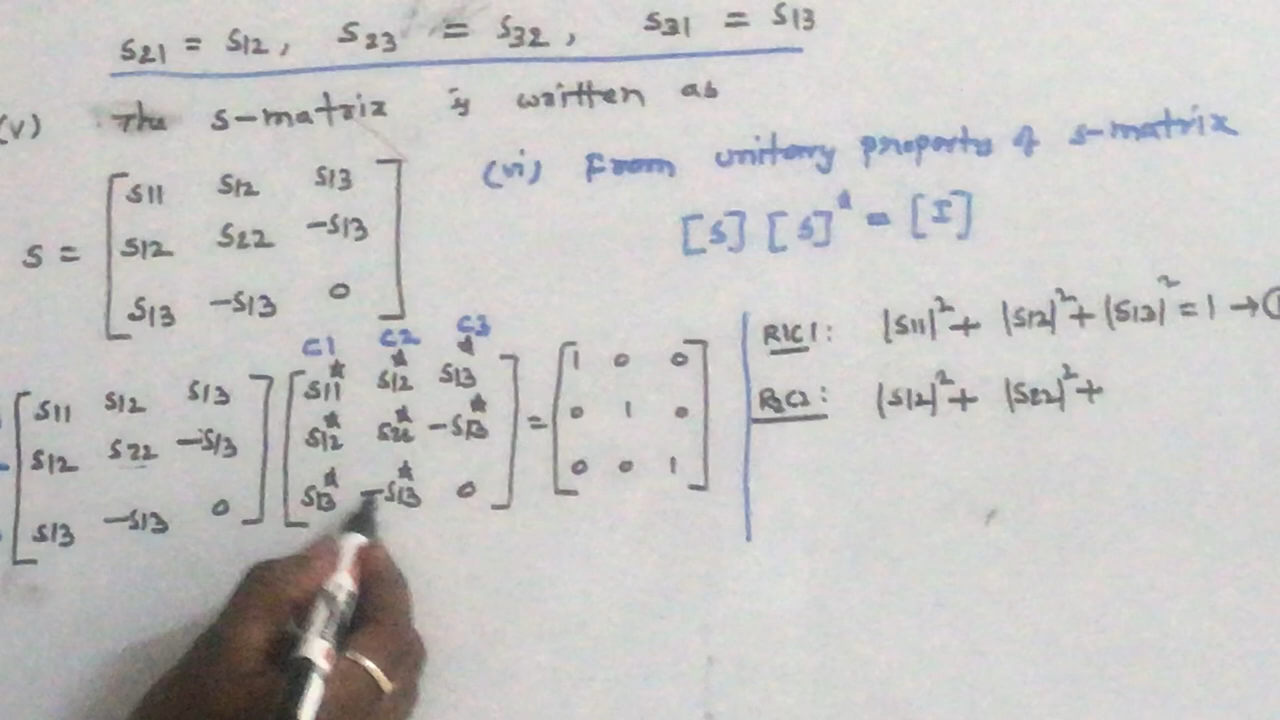 S21 = S12, S23 = S32, S31 = S13
(v) The S-matrix is written as
S = [S11 S12 S13
S12 S22 -S13
S13 -S13 0]
(vi) From unitary property of S-matrix
[S] [S]* = [I]
C1 C2 C3
[S11 S12 S13 [S11* S12* S13* [1 0 0
S12 S22 -S13 S12* S22* -S13* = 0 1 0
S13 -S13 0] S13* -S13* 0] 0 0 1]
R1C1: |S11|² + |S12|² + |S13|² = 1 →
R2C2: |S12|² + |S22|² +